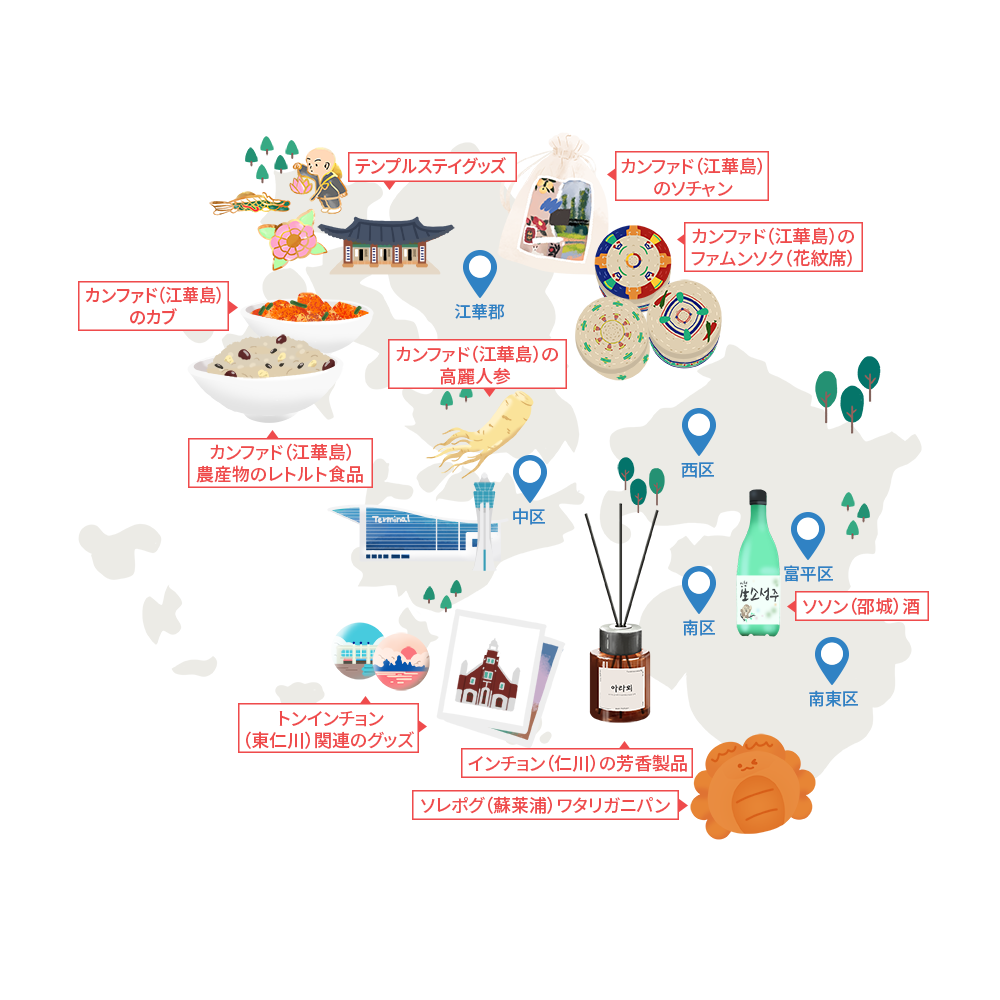 テンプルステイグッズ
カンファド（江華島）
のソチャン
カンファド（江華島）の
ファムンソク（花紋席）
カンファド（江華島）
のカブ
江華郡
カンファド（江華島）の
高麗人参
カンファド（江華島）
農産物のレトルト食品
西区
中区
Terminal
富平区
生소성주
ソソン（邵城）酒
南区
南東区
아라뫼
トンインチョン
（東仁川）関連のグッズ
インチョン（仁川）の芳香製品
ソレポグ（蘇莱浦）ワタリガニパン